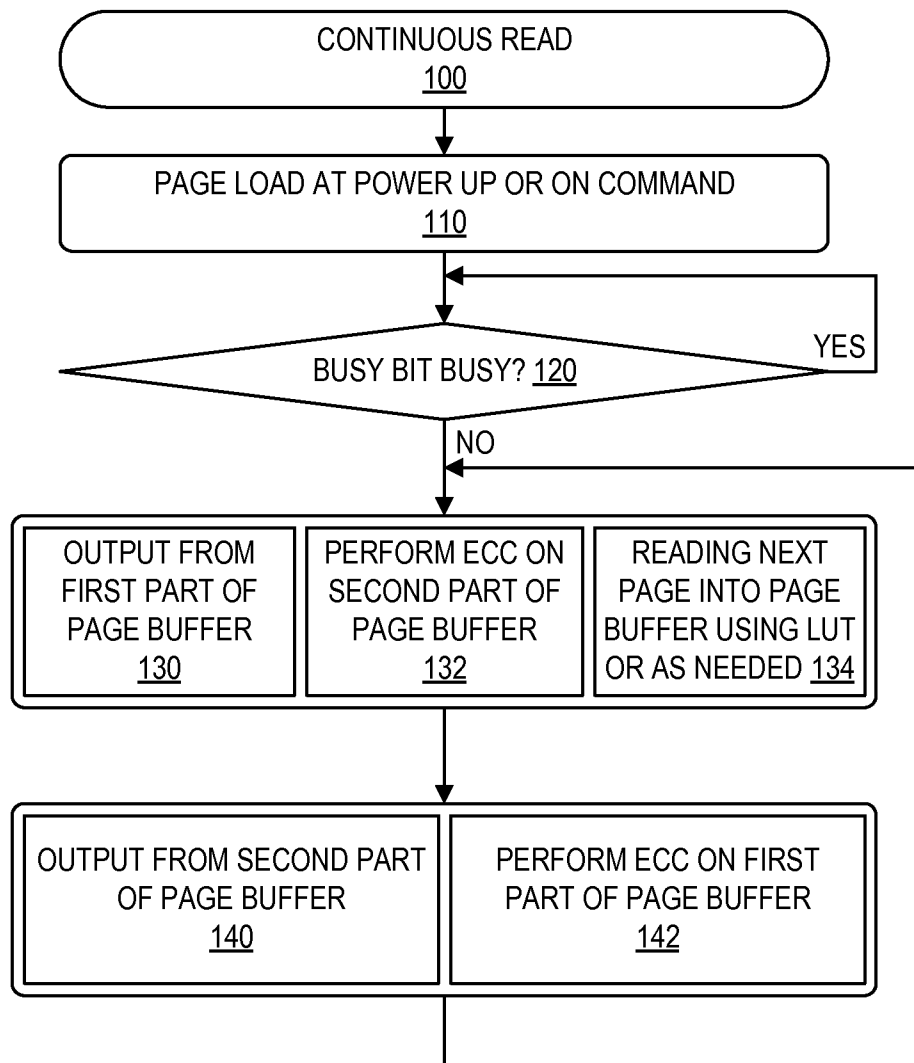 CONTINUOUS READ
100
PAGE LOAD AT POWER UP OR ON COMMAND
110
YES
BUSY BIT BUSY? 120
NO
OUTPUT FROM
FIRST PART OF
PAGE BUFFER
130
PERFORM ECC ON
SECOND PART OF
PAGE BUFFER
132
READING NEXT
PAGE INTO PAGE
BUFFER USING LUT
OR AS NEEDED 134
OUTPUT FROM SECOND PART
OF PAGE BUFFER
140
PERFORM ECC ON FIRST
PART OF PAGE BUFFER
142